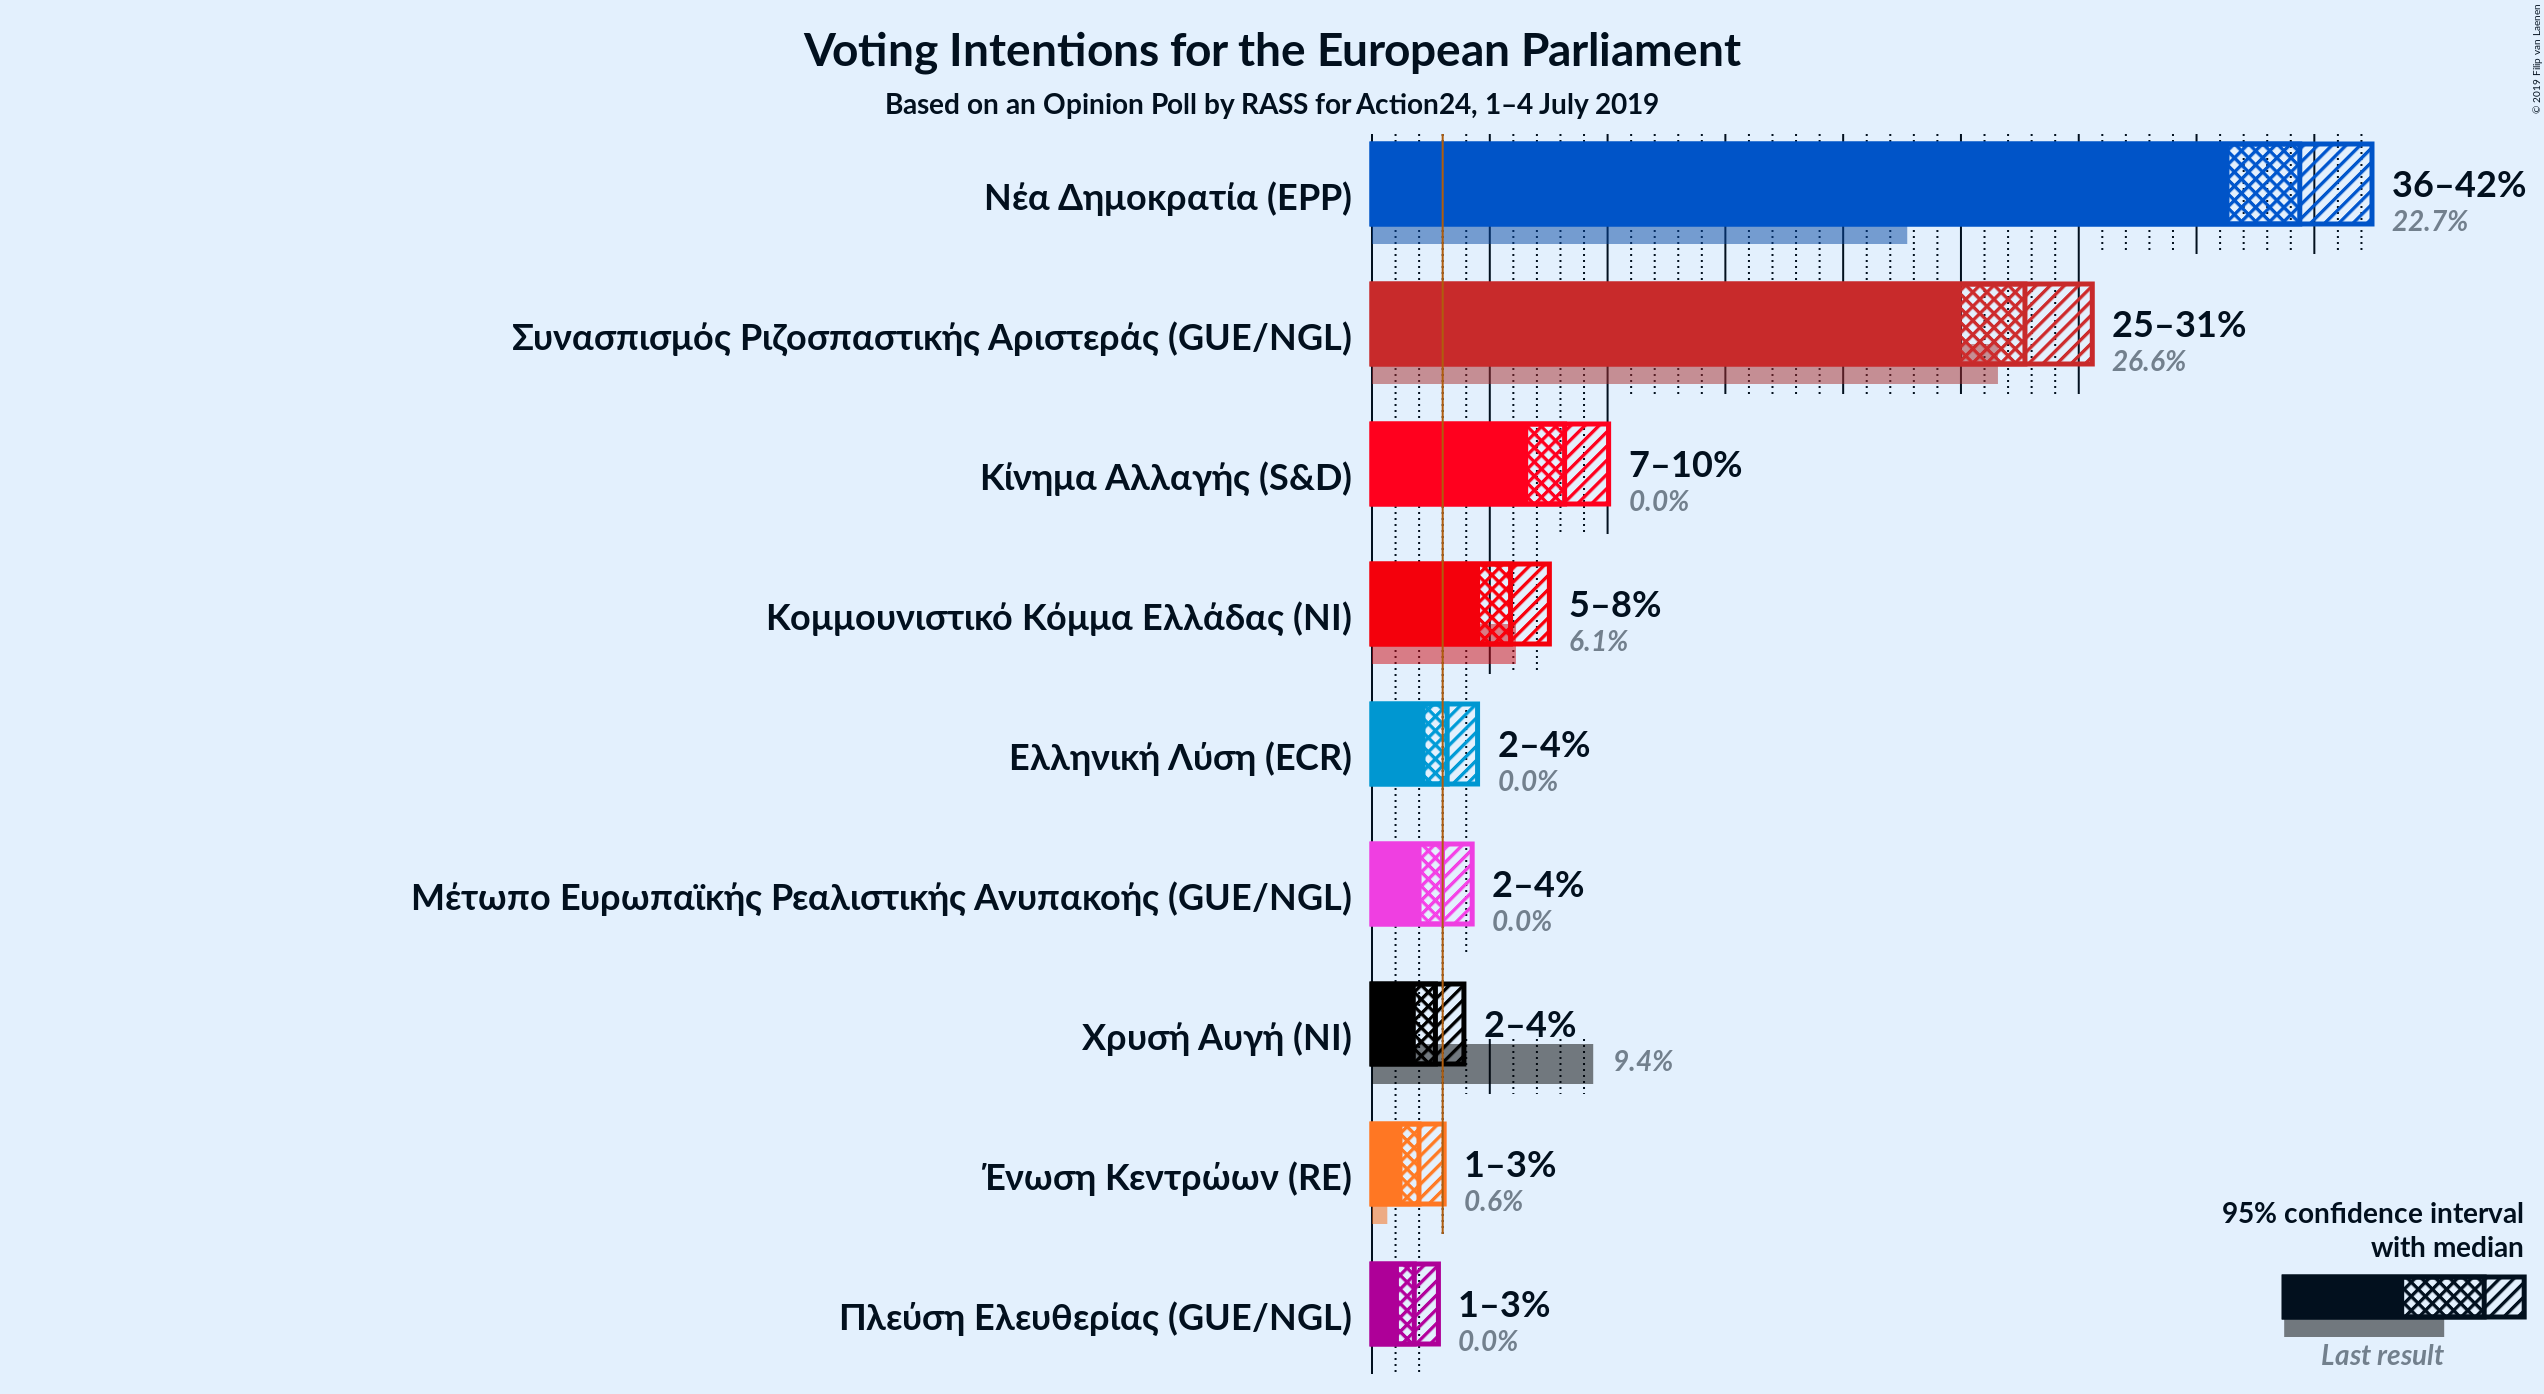 Voting Intentions for the European Parliament
Based on an Opinion Poll by RASS for Action24, 1–4 July 2019
© 2019 Filip van Laenen
Νέα Δημοκρατία (EPP)
36–42%
22.7%
Συνασπισμός Ριζοσπαστικής Αριστεράς (GUE/NGL)
25–31%
26.6%
Κίνημα Αλλαγής (S&D)
7–10%
0.0%
Κομμουνιστικό Κόμμα Ελλάδας (NI)
5–8%
6.1%
Ελληνική Λύση (ECR)
2–4%
0.0%
Μέτωπο Ευρωπαϊκής Ρεαλιστικής Ανυπακοής (GUE/NGL)
2–4%
0.0%
Χρυσή Αυγή (NI)
2–4%
9.4%
Ένωση Κεντρώων (RE)
1–3%
0.6%
Πλεύση Ελευθερίας (GUE/NGL)
1–3%
0.0%
95% confidence interval
with median
Last result